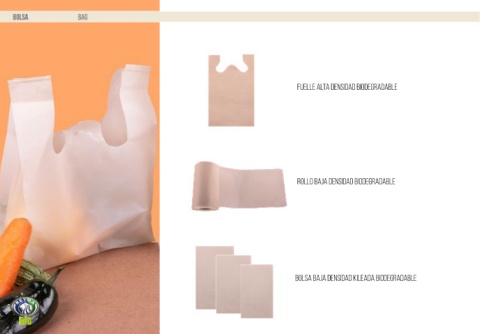 BOLSA
BAG
FUELLE ALTA DENSIDAD BIODEGRADABLE
ROLLO BAJA DENSIDAD BIODEGRADABLE
BOLSA BAJA DENSIDAD KILEADA BIODEGRADABLE